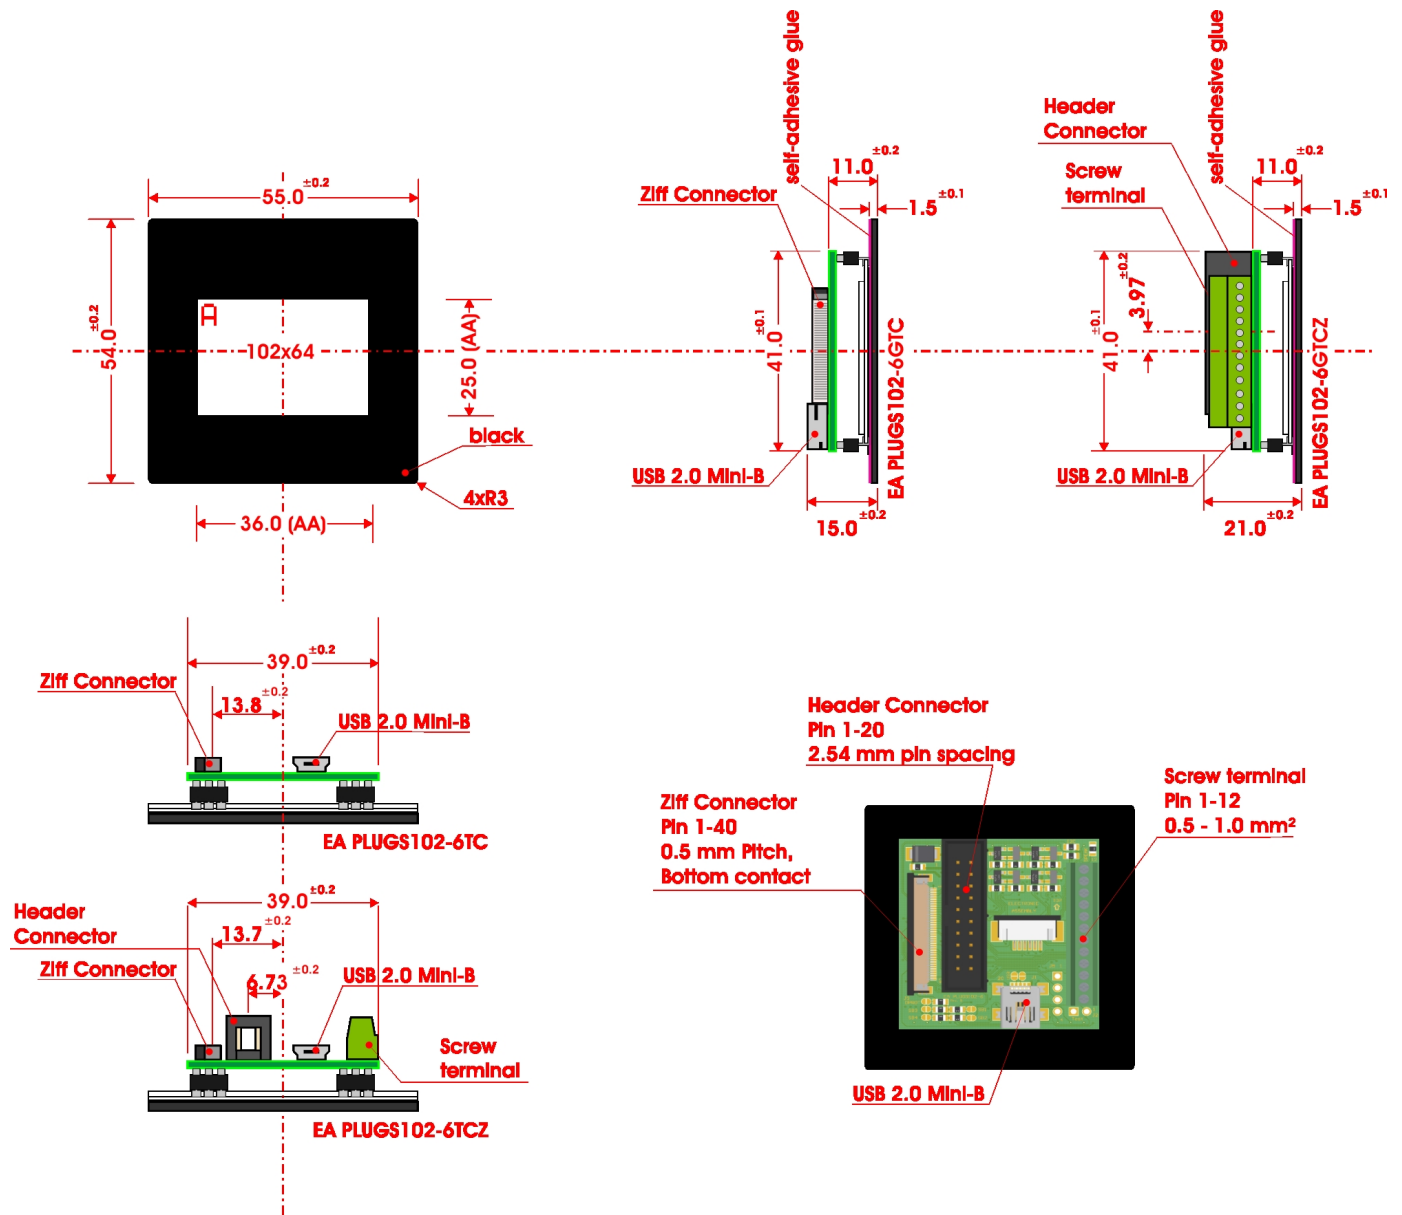 55.0 ±0.2
54.0 ±0.2
A
102x64
25.0 (AA)
black
4xR3
36.0 (AA)
self-adhesive glue
11.0 ±0.2
Ziff Connector
1.5 ±0.1
41.0 ±0.1
USB 2.0 Mini-B
15.0 ±0.2
EA PLUGS102-6GTC
self-adhesive glue
Header
Connector
11.0 ±0.2
Screw
terminal
1.5 ±0.1
3.97 ±0.2
41.0 ±0.1
USB 2.0 Mini-B
21.0 ±0.2
EA PLUGS102-6GTCZ
39.0 ±0.2
Ziff Connector
13.8 ±0.2
USB 2.0 Mini-B
EA PLUGS102-6TC
39.0 ±0.2
Header
Connector
13.7 ±0.2
Ziff Connector
6.73 ±0.2
USB 2.0 Mini-B
Screw
terminal
EA PLUGS102-6TCZ
Header Connector
Pin 1-20
2.54 mm pin spacing
Ziff Connector
Pin 1-40
0.5 mm Pitch,
Bottom contact
Screw terminal
Pin 1-12
0.5 - 1.0 mm²
USB 2.0 Mini-B